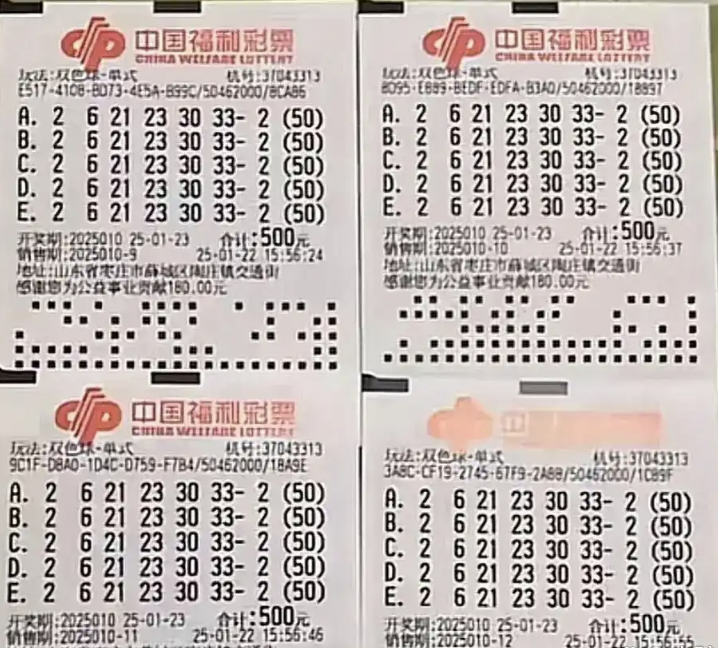 中国福利彩票
CHINA WELFARE LOTTERY
玩法:双色球-单式 机号:37043313
E517-4108-BD73-4E5A-B99C/50462000/8CA86
A. 2 6 21 23 30 33- 2 (50)
B. 2 6 21 23 30 33- 2 (50)
C. 2 6 21 23 30 33- 2 (50)
D. 2 6 21 23 30 33- 2 (50)
E. 2 6 21 23 30 33- 2 (50)
开奖期:2025010 25-01-23 合计:500元
销售期:2025010-9 25-01-22 15:56:24
地址:山东省枣庄市薛城区陶庄镇交通街
感谢您为公益事业贡献180.00元
中国福利彩票
CHINA WELFARE LOTTERY
玩法:双色球-单式 机号:37043313
8D95-E889-BEDF-EDFA-B3A0/50462000/18897
A. 2 6 21 23 30 33- 2 (50)
B. 2 6 21 23 30 33- 2 (50)
C. 2 6 21 23 30 33- 2 (50)
D. 2 6 21 23 30 33- 2 (50)
E. 2 6 21 23 30 33- 2 (50)
开奖期:2025010 25-01-23 合计:500元
销售期:2025010-10 25-01-22 15:56:37
地址:山东省枣庄市薛城区陶庄镇交通街
感谢您为公益事业贡献180.00元
中国福利彩票
CHINA WELFARE LOTTERY
玩法:双色球-单式 机号:37043313
9C1F-D8A0-1D4C-D759-F7B4/50462000/18A9E
A. 2 6 21 23 30 33- 2 (50)
B. 2 6 21 23 30 33- 2 (50)
C. 2 6 21 23 30 33- 2 (50)
D. 2 6 21 23 30 33- 2 (50)
E. 2 6 21 23 30 33- 2 (50)
开奖期:2025010 25-01-23 合计:500元
销售期:2025010-11 25-01-22 15:56:46
中
玩法:双色球-单式 机号:37043313
3A8C-CF19-2745-67F9-2A88/50462000/1C89F
A. 2 6 21 23 30 33- 2 (50)
B. 2 6 21 23 30 33- 2 (50)
C. 2 6 21 23 30 33- 2 (50)
D. 2 6 21 23 30 33- 2 (50)
E. 2 6 21 23 30 33- 2 (50)
开奖期:2025010 25-01-23 合计:500元
销售期:2025010-12 25-01-22 15:56:55